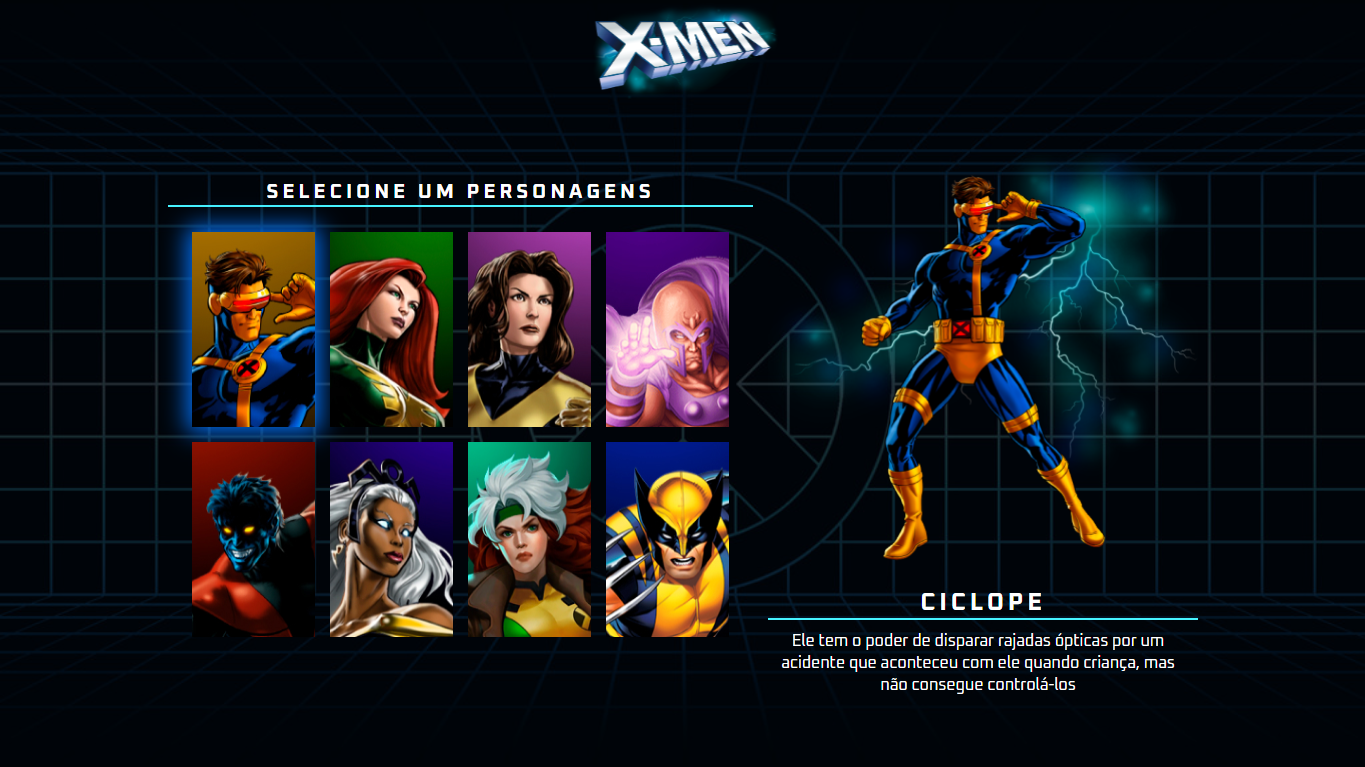 X-MEN
SELECIONE UM PERSONAGENS
CICLOPE
Ele tem o poder de disparar rajadas ópticas por um
acidente que aconteceu com ele quando criança, mas
não consegue controlá-los